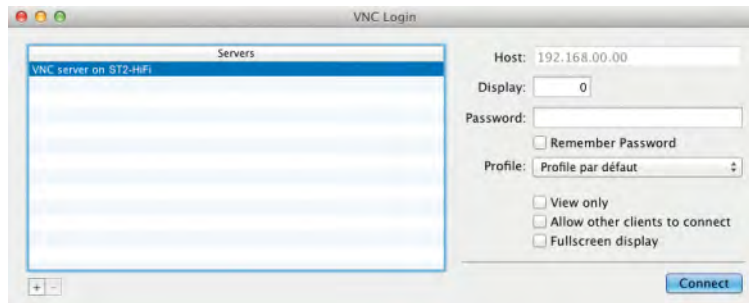 VNC Login
Servers
VNC server on ST2-HiFi
Host: 192.168.00.00
Display: 0
Password:
Remember Password
Profile: Profile par défaut
View only
Allow other clients to connect
Fullscreen display
+ -
Connect